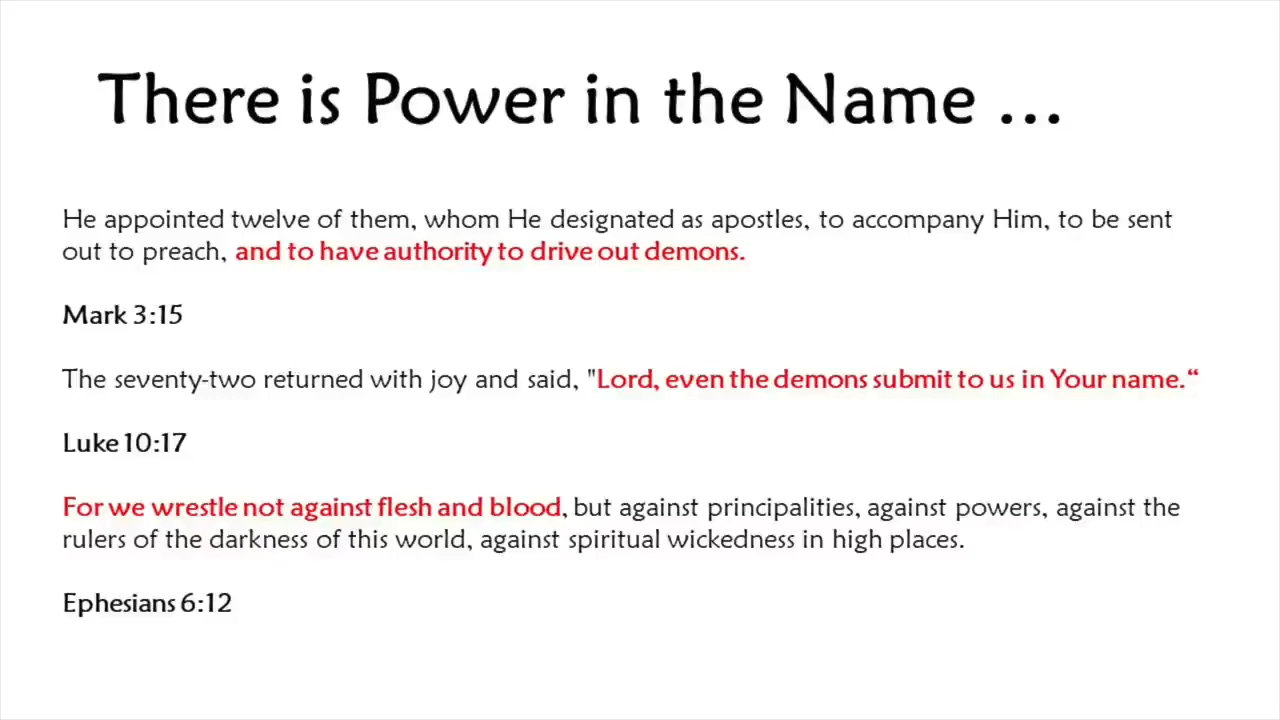 There is Power in the Name ...
He appointed twelve of them, whom He designated as apostles, to accompany Him, to be sent
out to preach, and to have authority to drive out demons.
Mark 3:15
The seventy-two returned with joy and said, "Lord, even the demons submit to us in Your name.“
Luke 10:17
For we wrestle not against flesh and blood, but against principalities, against powers, against the
rulers of the darkness of this world, against spiritual wickedness in high places.
Ephesians 6:12